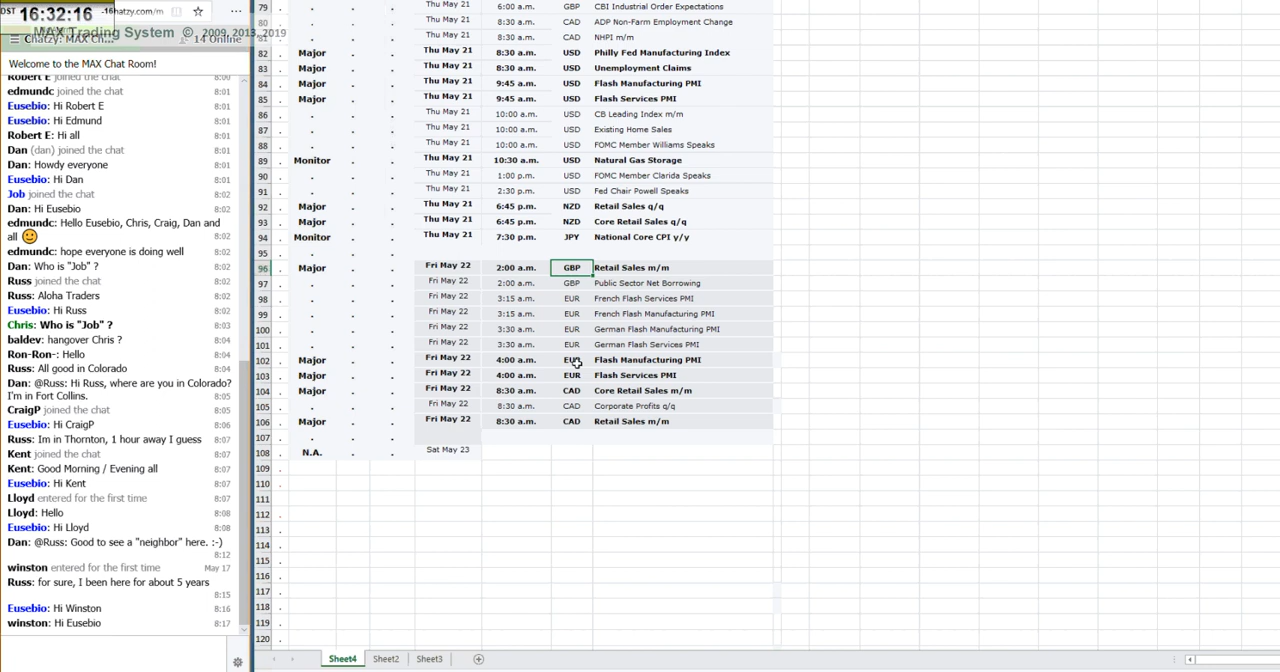 DST 16:32:16 -16hatzy.com/m
MAX Trading System © 2009, 2013, 2019
Chatzy: MAX Ch... 14 Online
Welcome to the MAX Chat Room!
Robert E joined the chat 8:00
edmundc joined the chat 8:01
Eusebio: Hi Robert E 8:01
Eusebio: Hi Edmund 8:01
Robert E: Hi all 8:01
Dan (dan) joined the chat 8:01
Dan: Howdy everyone 8:01
Eusebio: Hi Dan 8:01
Job joined the chat 8:02
Dan: Hi Eusebio 8:02
edmundc: Hello Eusebio, Chris, Craig, Dan and
all 🙂 8:02
edmundc: hope everyone is doing well 8:02
Dan: Who is "Job" ? 8:02
Russ joined the chat 8:02
Russ: Aloha Traders 8:02
Eusebio: Hi Russ 8:02
Chris: Who is "Job" ? 8:03
baldev: hangover Chris ? 8:04
Ron-Ron-: Hello 8:04
Russ: All good in Colorado 8:04
Dan: @Russ: Hi Russ, where are you in Colorado?
I'm in Fort Collins. 8:05
CraigP joined the chat 8:05
Eusebio: Hi CraigP 8:06
Russ: Im in Thornton, 1 hour away I guess 8:07
Kent joined the chat 8:07
Kent: Good Morning / Evening all 8:07
Eusebio: Hi Kent 8:07
Lloyd entered for the first time 8:07
Lloyd: Hello 8:08
Eusebio: Hi Lloyd 8:08
Dan: @Russ: Good to see a "neighbor" here. :-)
8:12
winston entered for the first time May 17
Russ: for sure, I been here for about 5 years
8:15
Eusebio: Hi Winston 8:16
winston: Hi Eusebio 8:17
79 . . . . Thu May 21 6:00 a.m. GBP CBI Industrial Order Expectations
80 . . . . Thu May 21 8:30 a.m. CAD ADP Non-Farm Employment Change
. . . . Thu May 21 8:30 a.m. CAD NHPI m/m
82 . Major . . Thu May 21 8:30 a.m. USD Philly Fed Manufacturing Index
83 . Major . . Thu May 21 8:30 a.m. USD Unemployment Claims
84 . Major . . Thu May 21 9:45 a.m. USD Flash Manufacturing PMI
85 . Major . . Thu May 21 9:45 a.m. USD Flash Services PMI
86 . . . . Thu May 21 10:00 a.m. USD CB Leading Index m/m
87 . . . . Thu May 21 10:00 a.m. USD Existing Home Sales
88 . . . . Thu May 21 10:00 a.m. USD FOMC Member Williams Speaks
89 . Monitor . . Thu May 21 10:30 a.m. USD Natural Gas Storage
90 . . . . Thu May 21 1:00 p.m. USD FOMC Member Clarida Speaks
91 . . . . Thu May 21 2:30 p.m. USD Fed Chair Powell Speaks
92 . Major . . Thu May 21 6:45 p.m. NZD Retail Sales q/q
93 . Major . . Thu May 21 6:45 p.m. NZD Core Retail Sales q/q
94 . Monitor . . Thu May 21 7:30 p.m. JPY National Core CPI y/y
95 . . . .
96 . Major . . Fri May 22 2:00 a.m. GBP Retail Sales m/m
97 . . . . Fri May 22 2:00 a.m. GBP Public Sector Net Borrowing
98 . . . . Fri May 22 3:15 a.m. EUR French Flash Services PMI
99 . . . . Fri May 22 3:15 a.m. EUR French Flash Manufacturing PMI
100 . . . . Fri May 22 3:30 a.m. EUR German Flash Manufacturing PMI
101 . . . . Fri May 22 3:30 a.m. EUR German Flash Services PMI
102 . Major . . Fri May 22 4:00 a.m. EUR Flash Manufacturing PMI
103 . Major . . Fri May 22 4:00 a.m. EUR Flash Services PMI
104 . Major . . Fri May 22 8:30 a.m. CAD Core Retail Sales m/m
105 . . . . Fri May 22 8:30 a.m. CAD Corporate Profits q/q
106 . Major . . Fri May 22 8:30 a.m. CAD Retail Sales m/m
107 . . . .
108 . N.A. . . Sat May 23
109 .
110 .
111 .
112 .
113 .
114 .
115 .
116 .
117 .
118 .
119 .
120 .
Sheet4 Sheet2 Sheet3